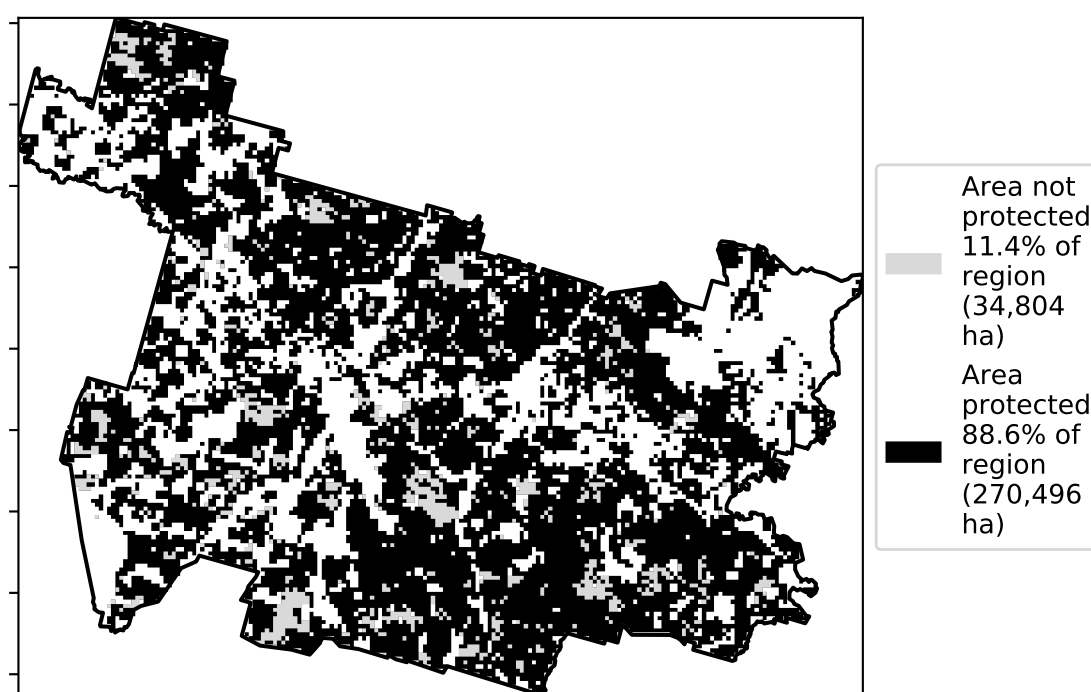 Area not
protected
11.4% of
region
(34,804
ha)
Area
protected
88.6% of
region
(270,496
ha)